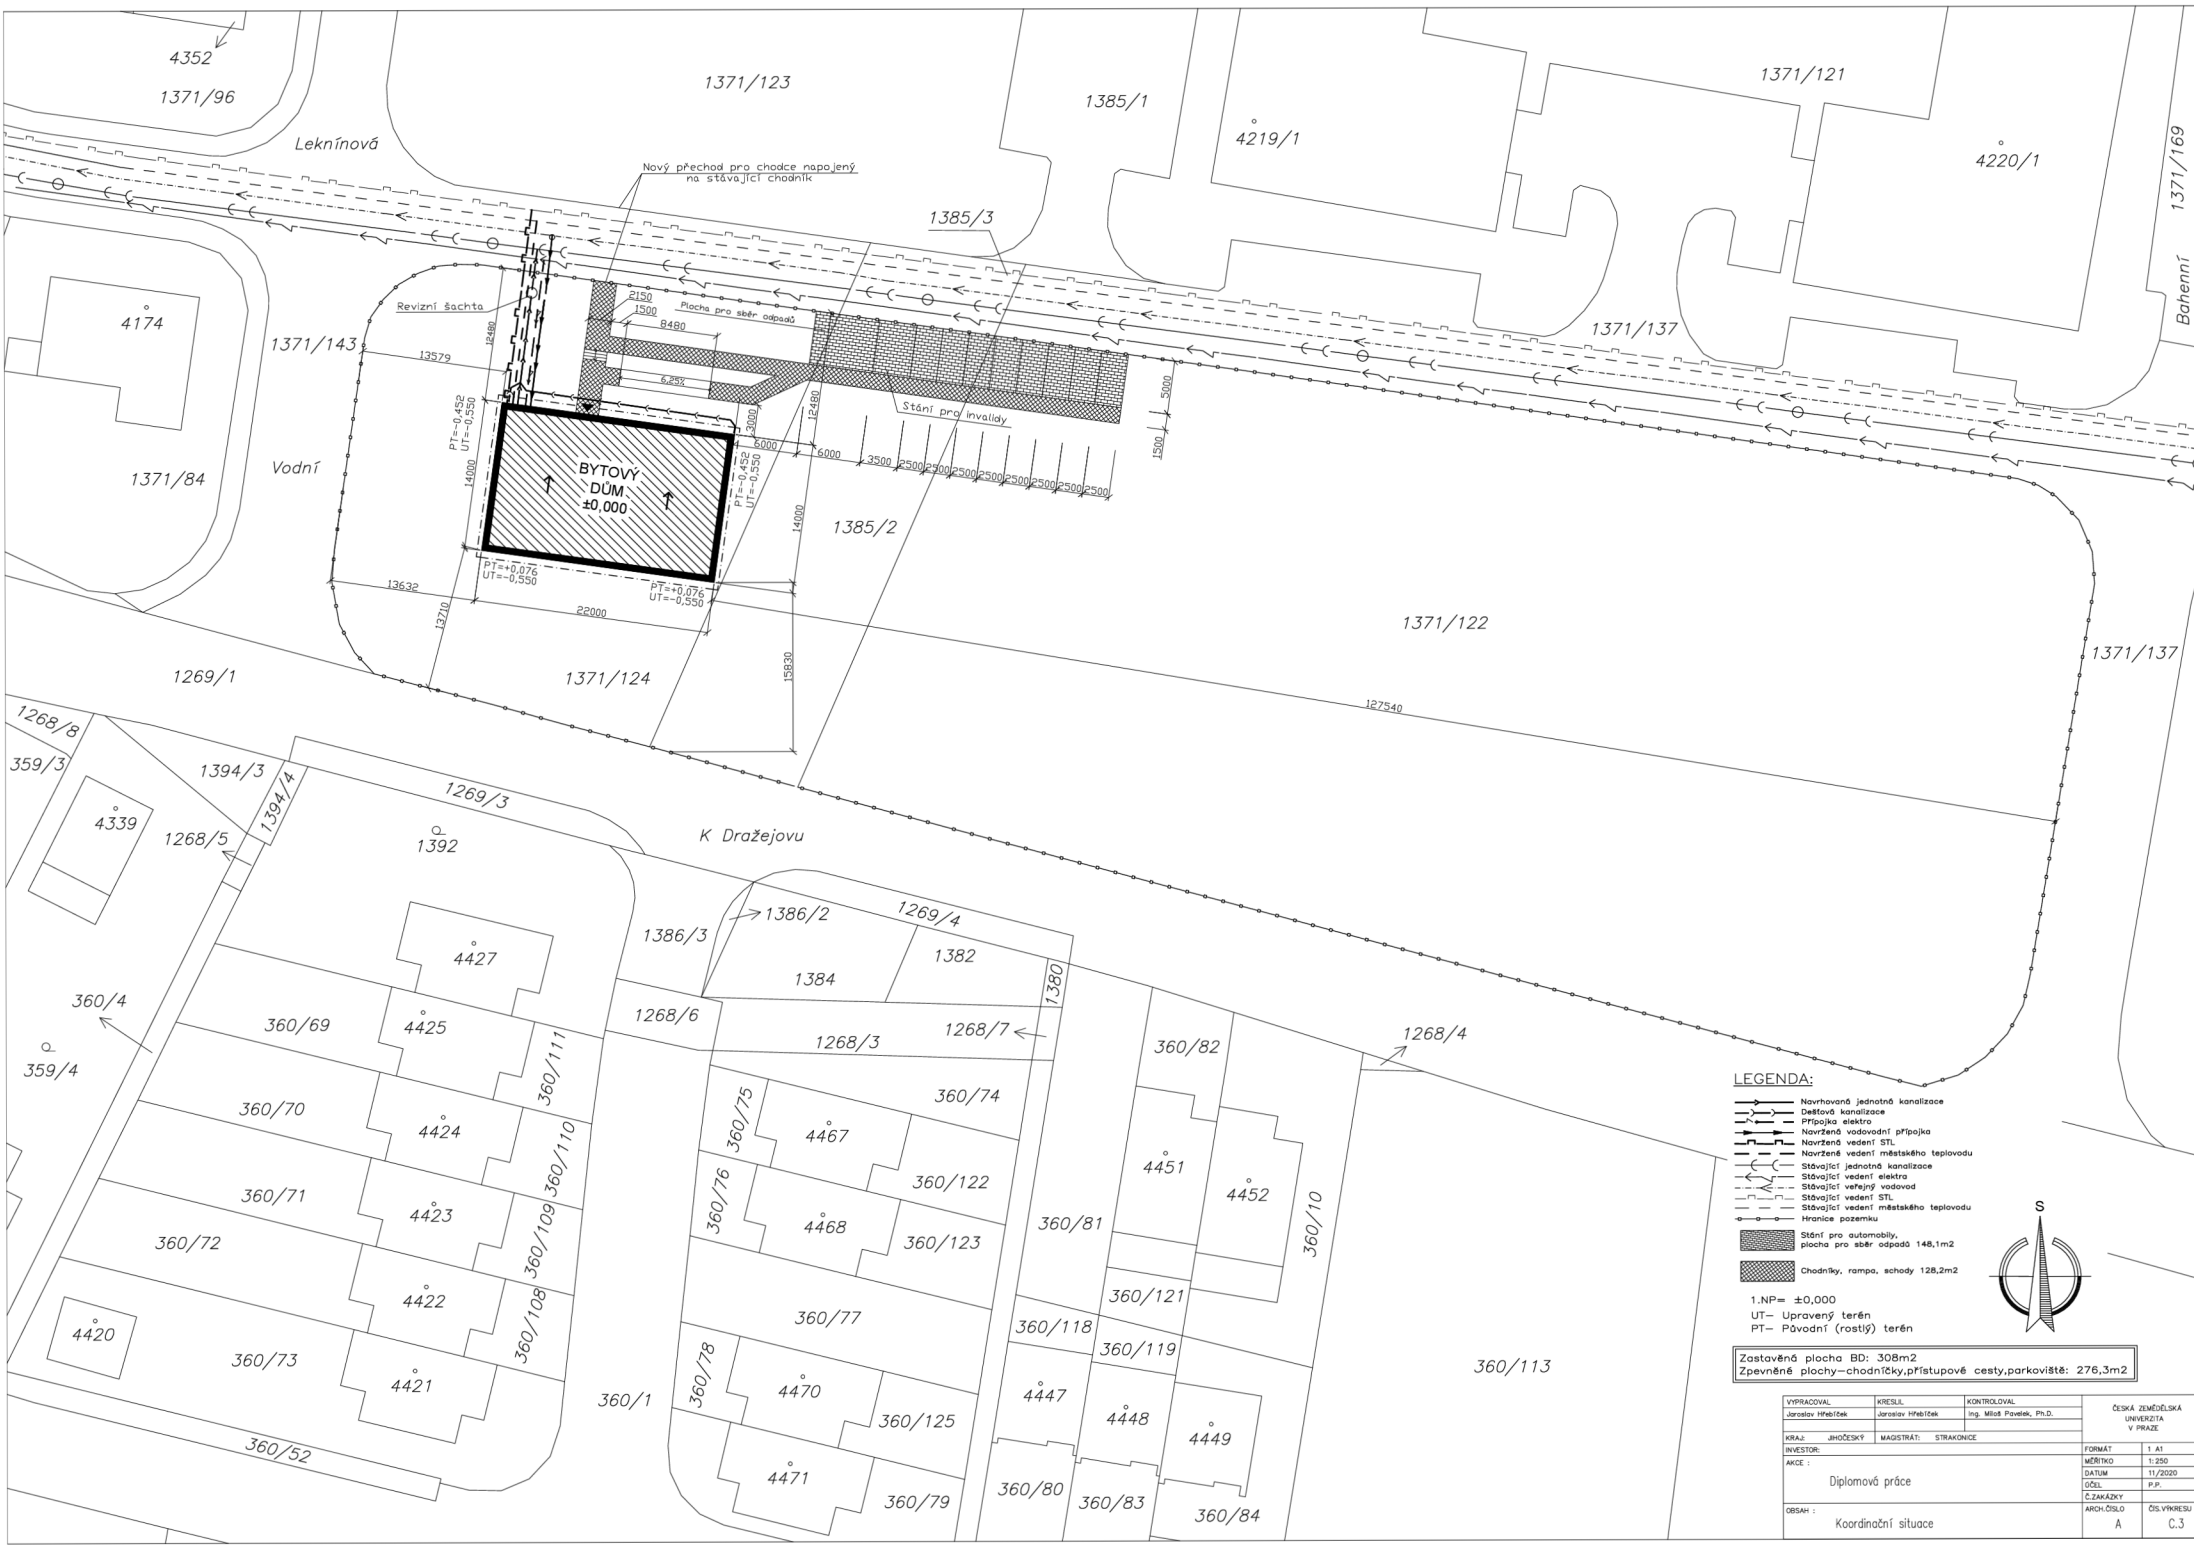 4352
1371/96
1371/123
1385/1
1371/121
4219/1
4220/1
1371/169
Bahenní
Leknínová
Nový přechod pro chodce napojený
na stávající chodník
1385/3
1371/137
4174
1371/143
1371/84
Vodní
Revizní šachta
2150
1500
8480
Plocha pro sběr odpadů
12480
13579
6,25%
Stání pro invalidy
5000
1500
3000
12480
6000
6000
3500
2500
2500
2500
2500
2500
2500
2500
2500
PT=-0,452
UT=-0,550
14000
BYTOVÝ
DŮM
±0,000
PT=-0,452
UT=-0,550
14000
1385/2
PT=+0,076
UT=-0,550
PT=+0,076
UT=-0,550
13632
22000
13710
15830
1371/122
1371/137
1371/124
127540
1269/1
1268/8
359/3
1394/3
1394/4
1269/3
4339
1268/5
1392
K Dražejovu
1386/3
1386/2
1269/4
1384
1382
1380
4427
360/4
359/4
360/69
4425
360/111
1268/6
1268/3
1268/7
1268/4
360/82
360/70
4424
360/110
360/75
4467
360/74
360/122
4451
4452
360/71
4423
360/109
360/76
4468
360/123
360/81
360/10
360/72
4422
360/108
360/77
360/121
360/118
360/119
4420
360/73
4421
360/1
360/78
4470
360/125
4447
4448
4449
360/113
360/52
4471
360/79
360/80
360/83
360/84
LEGENDA:
Navrhovaná jednotná kanalizace
Dešťová kanalizace
Přípojka elektro
Navržená vodovodní přípojka
Navržené vedení STL
Navržené vedení městského teplovodu
Stávající jednotná kanalizace
Stávající vedení elektra
Stávající veřejný vodovod
Stávající vedení STL
Stávající vedení městského teplovodu
Hranice pozemku
Stání pro automobily,
plocha pro sběr odpadů 148,1m2
Chodníky, rampa, schody 128,2m2
S
1.NP= ±0,000
UT- Upravený terén
PT- Původní (rostlý) terén
Zastavěná plocha BD: 308m2
Zpevněné plochy-chodníčky,přístupové cesty,parkoviště: 276,3m2
VYPRACOVAL KRESLIL KONTROLOVAL
Jaroslav Hřebíček Jaroslav Hřebíček Ing. Miloš Pavelek, Ph.D.
ČESKÁ ZEMĚDĚLSKÁ
UNIVERZITA
V PRAZE
KRAJ: JIHOČESKÝ MAGISTRÁT: STRAKONICE
INVESTOR:
FORMÁT 1 A1
AKCE :
Diplomová práce
MĚŘÍTKO 1:250
DATUM 11/2020
ÚČEL P.P.
Č.ZAKÁZKY
OBSAH :
Koordinační situace
ARCH.ČÍSLO ČÍS.VÝKRESU
A C.3